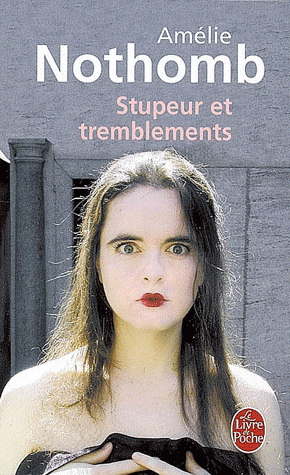 Amélie
Nothomb
Stupeur et
tremblements
Le
Livre
de
Poche